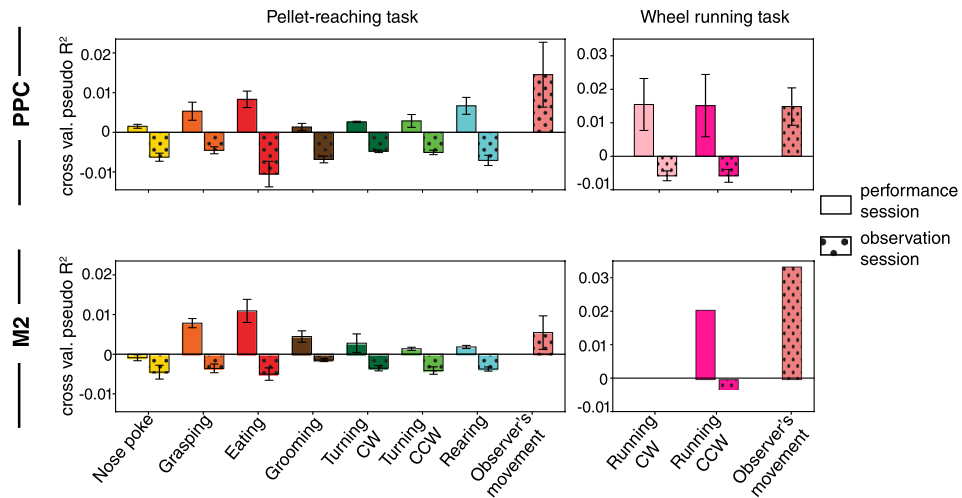 Pellet-reaching task
Wheel running task
PPC
cross val. pseudo R²
0.02
0.01
0
-0.01
0.03
0.02
0.01
0
-0.01
performance
session
observation
session
M2
cross val. pseudo R²
0.02
0.01
0
-0.01
0.03
0.02
0.01
0
-0.01
Nose poke
Grasping
Eating
Grooming
Turning
CW
Turning
CCW
Rearing
Observer's
movement
Running
CW
Running
CCW
Observer's
movement